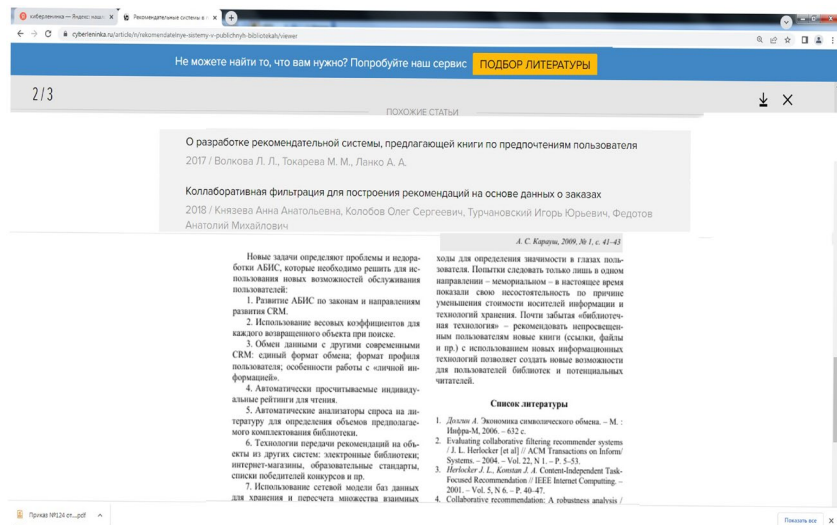 киберленинка — Яндекс: нашл
Рекомендательные системы в
cyberleninka.ru/article/n/rekomendatelnye-sistemy-v-publichnyh-bibliotekah/viewer
Не можете найти то, что вам нужно? Попробуйте наш сервис ПОДБОР ЛИТЕРАТУРЫ
2/3
ПОХОЖИЕ СТАТЬИ
О разработке рекомендательной системы, предлагающей книги по предпочтениям пользователя
2017 / Волкова Л. Л., Токарева М. М., Ланко А. А.
Коллаборативная фильтрация для построения рекомендаций на основе данных о заказах
2018 / Князева Анна Анатольевна, Колобов Олег Сергеевич, Турчановский Игорь Юрьевич, Федотов
Анатолий Михайлович
А. С. Карауш, 2009, № 1, с. 41–43
Новые задачи определяют проблемы и недора-
ботки АБИС, которые необходимо решить для ис-
пользования новых возможностей обслуживания
пользователей:
1. Развитие АБИС по законам и направлениям
развития CRM.
2. Использование весовых коэффициентов для
каждого возвращенного объекта при поиске.
3. Обмен данными с другими современными
CRM: единый формат обмена; формат профиля
пользователя; особенности работы с «личной ин-
формацией».
4. Автоматически просчитываемые индивиду-
альные рейтинги для чтения.
5. Автоматические анализаторы спроса на ли-
тературу для определения объемов предполагае-
мого комплектования библиотеки.
6. Технологии передачи рекомендаций на объ-
екты из других систем: электронные библиотеки;
интернет-магазины, образовательные стандарты,
списки победителей конкурсов и пр.
7. Использование сетевой модели баз данных
для хранения и пересчета множества взаимных
ходы для определения значимости в глазах поль-
зователя. Попытки следовать только лишь в одном
направлении – мемориальном – в настоящее время
показали свою несостоятельность по причине
уменьшения стоимости носителей информации и
технологий хранения. Почти забытая «библиотеч-
ная технология» – рекомендовать непросвещен-
ным пользователям новые книги (ссылки, файлы
и пр.) с использованием новых информационных
технологий позволяет создать новые возможности
для пользователей библиотек и потенциальных
читателей.
Список литературы
1. Долгин А. Экономика символического обмена. – М. :
Инфра-М, 2006. – 632 с.
2. Evaluating collaborative filtering recommender systems
/ J. L. Herlocker [et al] // ACM Transactions on Inform/
Systems. – 2004. – Vol. 22, N 1. – P. 5–53.
3. Herlocker J. L., Konstan J. A. Content-Independent Task-
Focused Recommendation // IEEE Internet Computing. –
2001. – Vol. 5, N 6. – P. 40–47.
4. Collaborative recommendation: A robustness analysis /
Приказ №124 от....pdf
Показать все